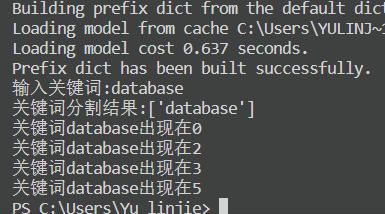 Building prefix dict from the default dict
Loading model from cache C:\Users\YULINJ~1
Loading model cost 0.637 seconds.
Prefix dict has been built successfully.
输入关键词:database
关键词分割结果:['database']
关键词database出现在0
关键词database出现在2
关键词database出现在3
关键词database出现在5
PS C:\Users\Yu linjie>